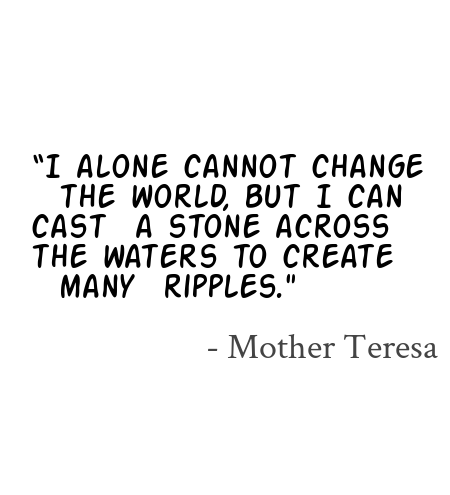 "I ALONE CANNOT CHANGE
THE WORLD, BUT I CAN
CAST A STONE ACROSS
THE WATERS TO CREATE
MANY RIPPLES."
- Mother Teresa